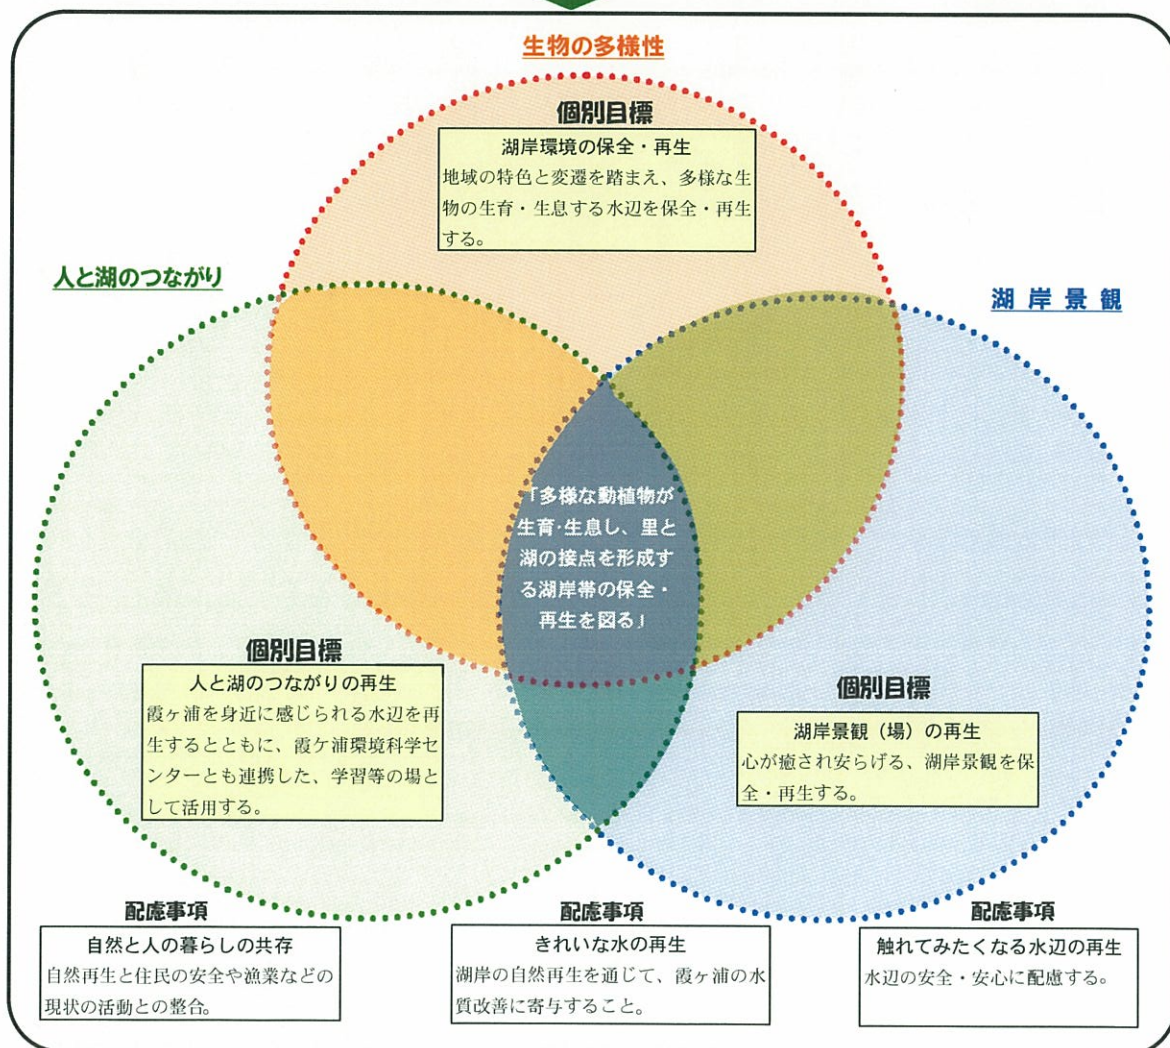 生物の多様性
個別目標
湖岸環境の保全・再生
地域の特色と変遷を踏まえ、多様な生
物の生育・生息する水辺を保全・再生
する。
人と湖のつながり
湖岸景観
「多様な動植物が
生育・生息し、里と
湖の接点を形成す
る湖岸帯の保全・
再生を図る」
個別目標
人と湖のつながりの再生
霞ヶ浦を身近に感じられる水辺を再
生するとともに、霞ケ浦環境科学セ
ンターとも連携した、学習等の場と
して活用する。
個別目標
湖岸景観（場）の再生
心が癒され安らげる、湖岸景観を保
全・再生する。
配慮事項
自然と人の暮らしの共存
自然再生と住民の安全や漁業などの
現状の活動との整合。
配慮事項
きれいな水の再生
湖岸の自然再生を通じて、霞ヶ浦の水
質改善に寄与すること。
配慮事項
触れてみたくなる水辺の再生
水辺の安全・安心に配慮する。